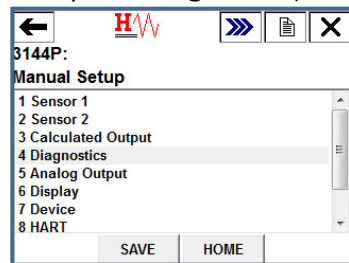 H
3144P:
Manual Setup
1 Sensor 1
2 Sensor 2
3 Calculated Output
4 Diagnostics
5 Analog Output
6 Display
7 Device
8 HART
SAVE HOME